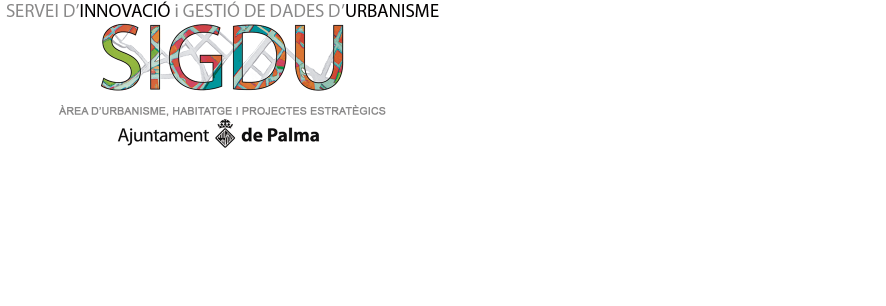 SERVEI D'INNOVACIÓ i GESTIÓ DE DADES D'URBANISME
SIGDU
ÀREA D'URBANISME, HABITATGE I PROJECTES ESTRATÈGICS
Ajuntament de Palma